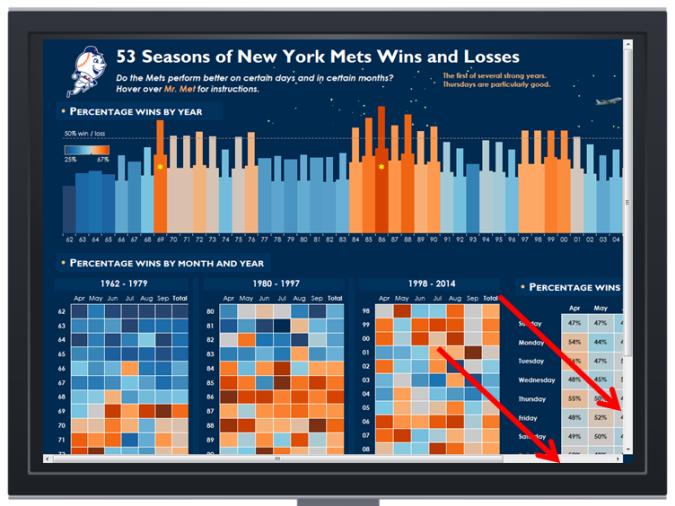 53 Seasons of New York Mets Wins and Losses
Do the Mets perform better on certain days and in certain months?
Hover over Mr. Met for instructions.
The first of several strong years.
Thursdays are particularly good.
• PERCENTAGE WINS BY YEAR
50% win / loss
25% 67%
62 63 64 65 66 67 68 69 70 71 72 73 74 75 76 77 78 79 80 81 82 83 84 85 86 87 88 89 90 91 92 93 94 95 96 97 98 99 00 01 02 03 04
• PERCENTAGE WINS BY MONTH AND YEAR
1962 - 1979
Apr May Jun Jul Aug Sep Total
62
63
64
65
66
67
68
69
70
71
1980 - 1997
Apr May Jun Jul Aug Sep Total
80
81
82
83
84
85
86
87
88
89
90
1998 - 2014
Apr May Jun Jul Aug Sep Total
98
99
00
01
02
03
04
05
06
07
08
• PERCENTAGE WINS
Apr May
Sunday 47% 47%
Monday 54% 44%
Tuesday 47%
Wednesday 48% 45%
Thursday 55%
Friday 48% 52%
49% 50%